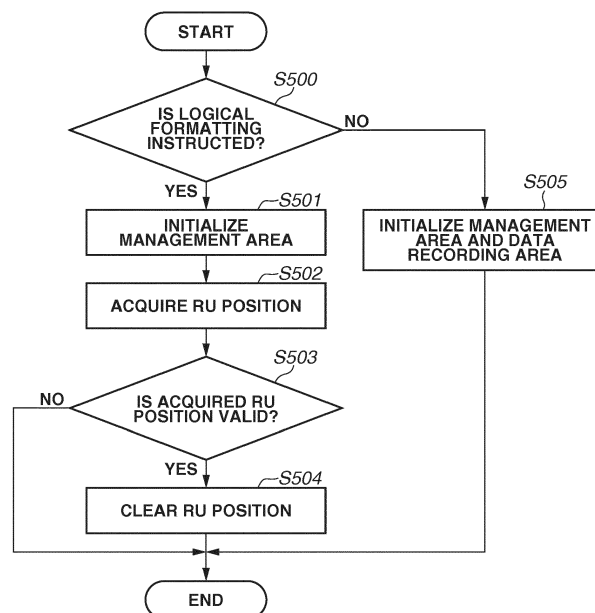 START
S500
IS LOGICAL
FORMATTING
INSTRUCTED?
NO
YES
S501
INITIALIZE
MANAGEMENT AREA
S505
INITIALIZE MANAGEMENT
AREA AND DATA
RECORDING AREA
S502
ACQUIRE RU POSITION
S503
IS ACQUIRED RU
POSITION VALID?
NO
YES
S504
CLEAR RU POSITION
END